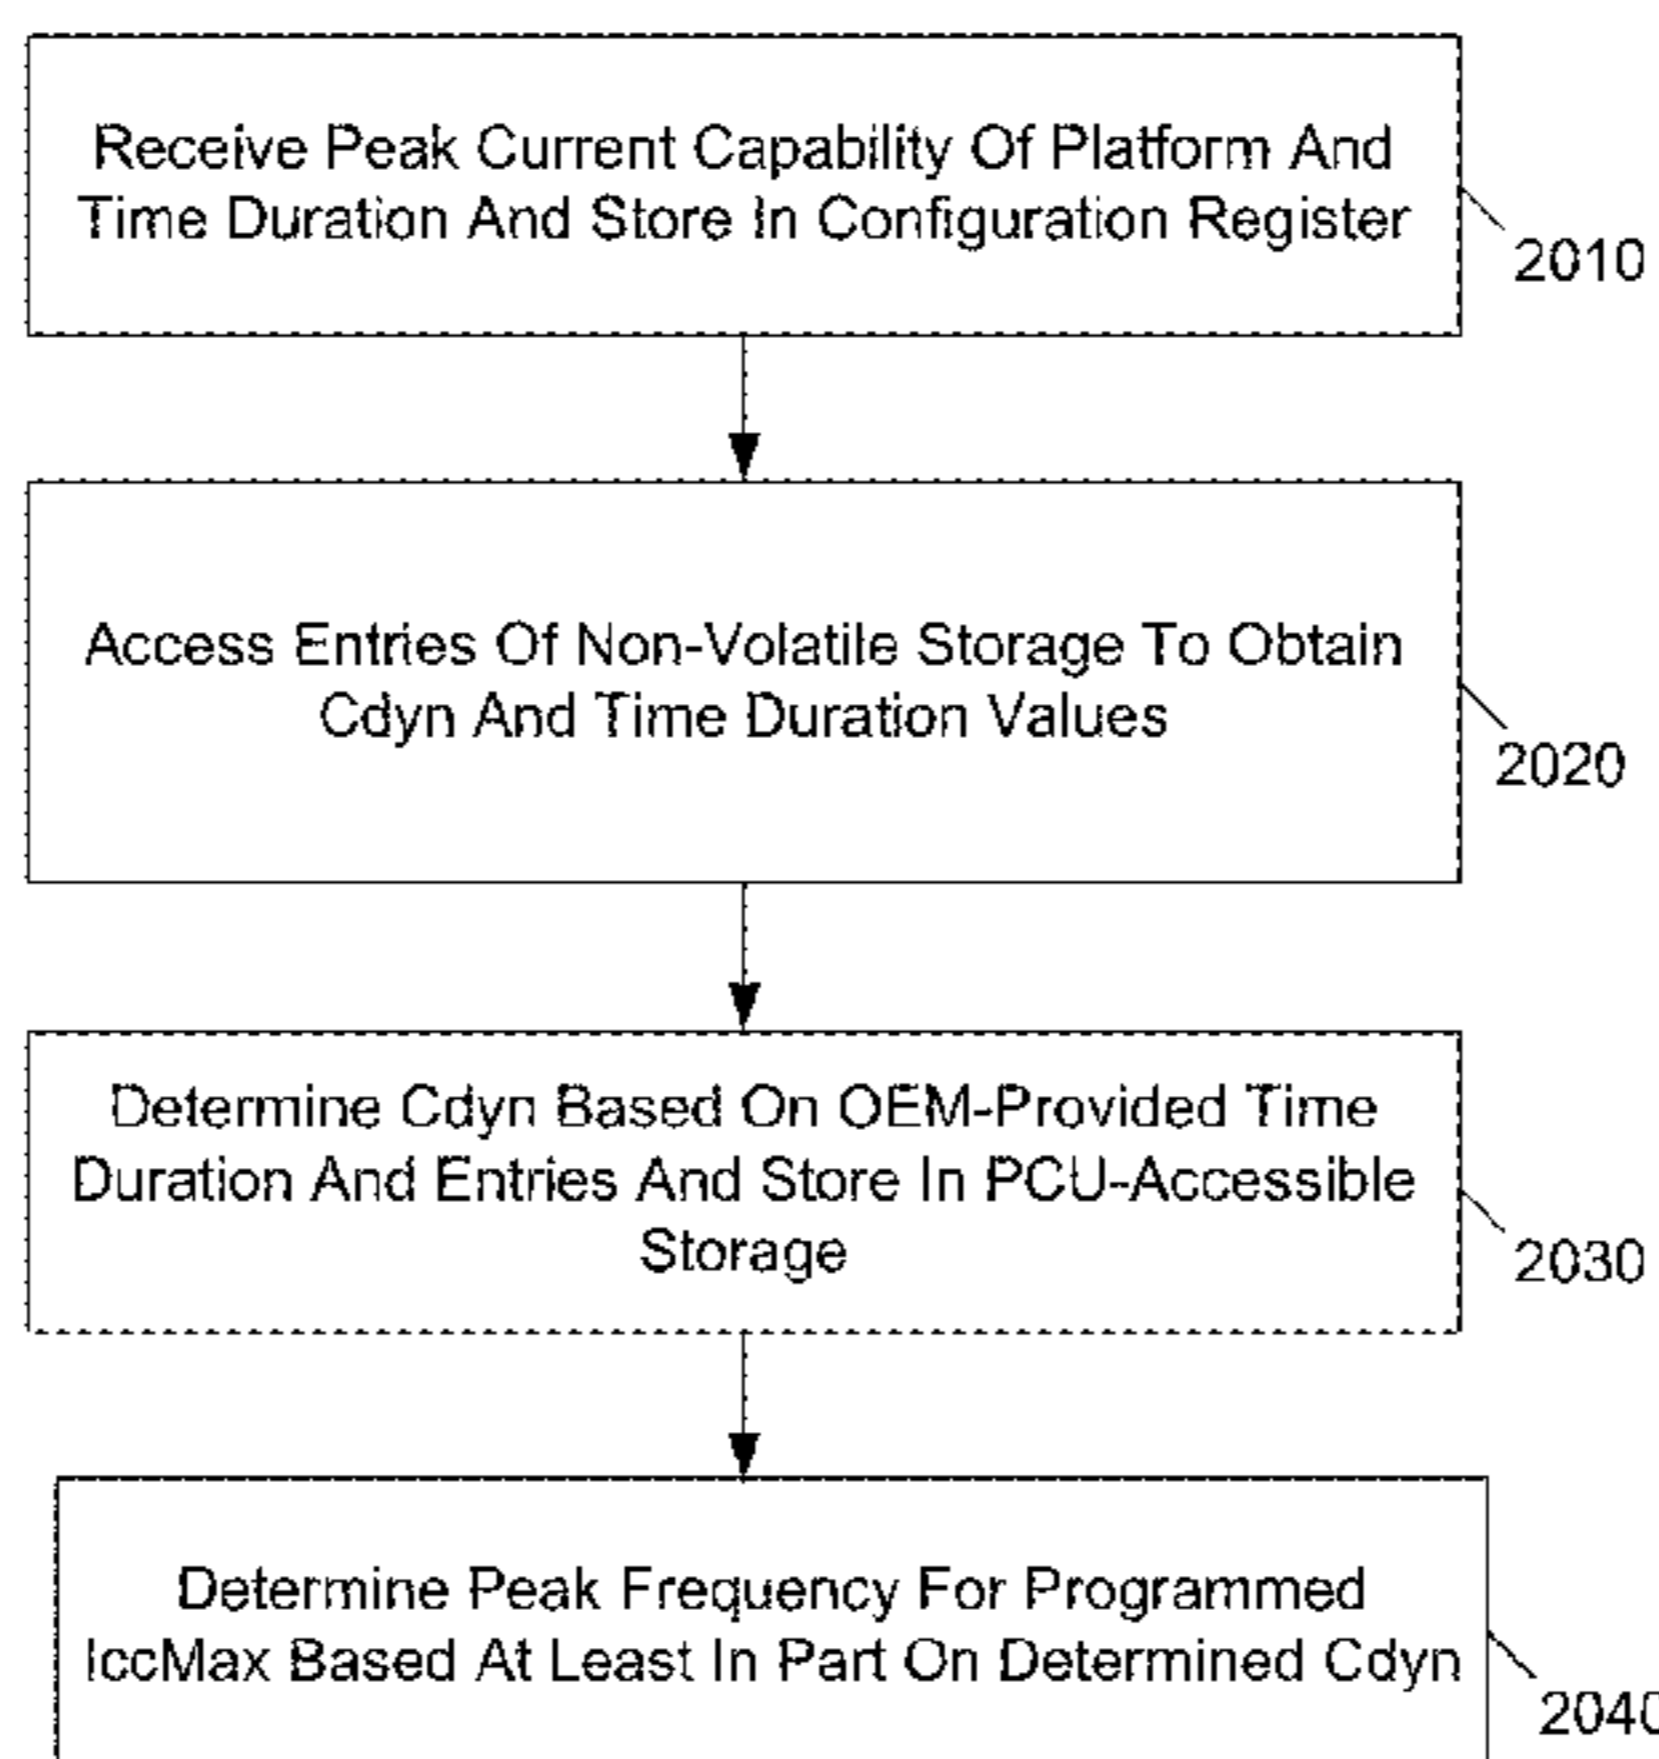 Receive Peak Current Capability Of Platform And
Time Duration And Store In Configuration Register
2010
Access Entries Of Non-Volatile Storage To Obtain
Cdyn And Time Duration Values
2020
Determine Cdyn Based On OEM-Provided Time
Duration And Entries And Store In PCU-Accessible
Storage
2030
Determine Peak Frequency For Programmed
IccMax Based At Least In Part On Determined Cdyn
2040